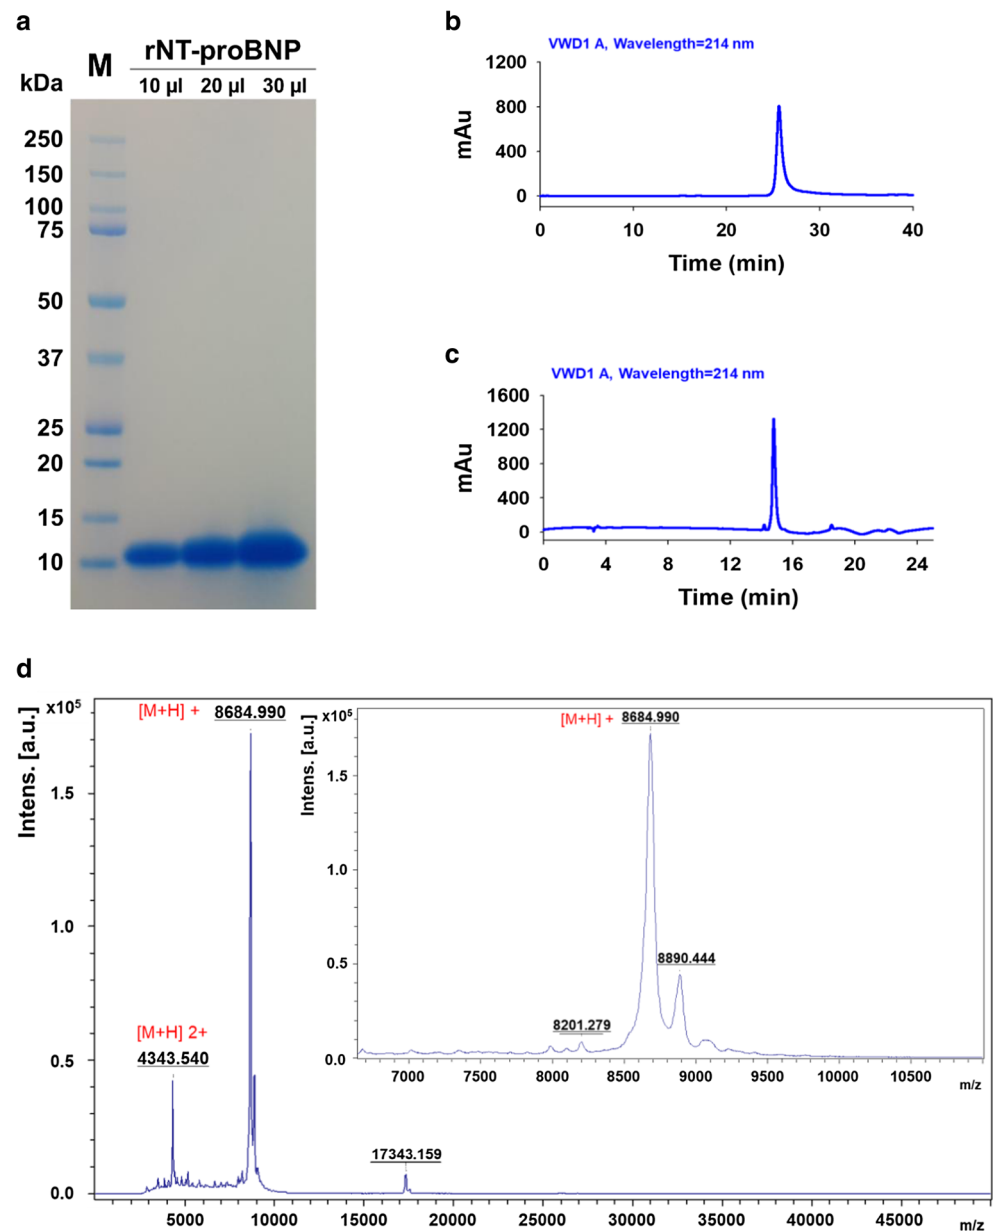 a
rNT-proBNP
M
kDa
10 µl 20 µl 30 µl
250
150
100
75
50
37
25
20
15
10
b
VWD1 A, Wavelength=214 nm
1200
800
400
0
mAu
0 10 20 30 40
Time (min)
c
VWD1 A, Wavelength=214 nm
1600
1200
800
400
0
mAu
0 4 8 12 16 20 24
Time (min)
d
x10⁵
Intens. [a.u.]
[M+H] + 8684.990
1.5
1.0
[M+H] 2+
4343.540
0.5
0.0
17343.159
5000 10000 15000 20000 25000 30000 35000 40000 45000 m/z
x10⁵
Intens. [a.u.]
[M+H] + 8684.990
1.5
1.0
0.5
8890.444
8201.279
0.0
7000 7500 8000 8500 9000 9500 10000 10500 m/z